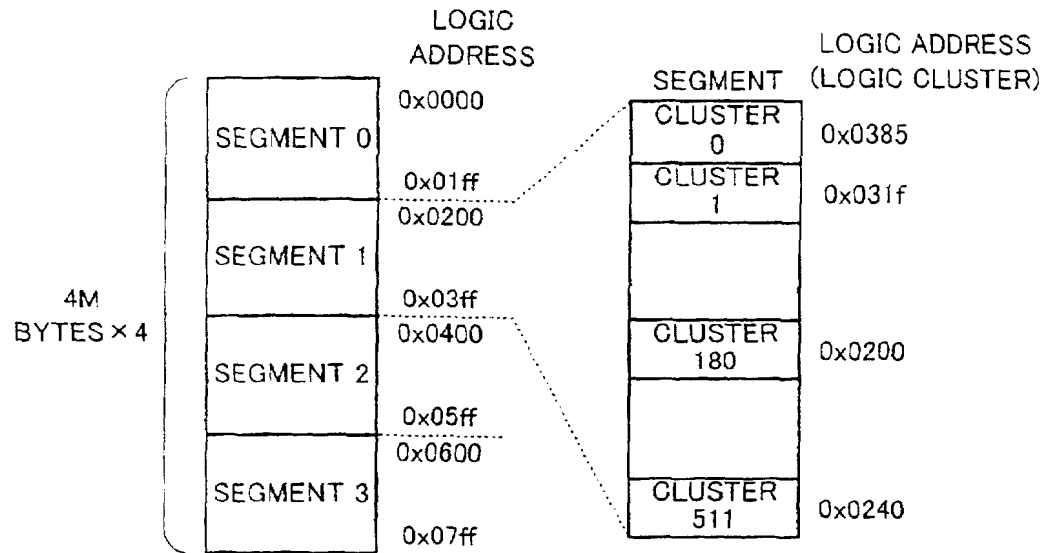 LOGIC
ADDRESS
4M
BYTES × 4
SEGMENT 0
0x0000
0x01ff
SEGMENT 1
0x0200
0x03ff
SEGMENT 2
0x0400
0x05ff
SEGMENT 3
0x0600
0x07ff
SEGMENT
LOGIC ADDRESS
(LOGIC CLUSTER)
CLUSTER
0
0x0385
CLUSTER
1
0x031f
CLUSTER
180
0x0200
CLUSTER
511
0x0240